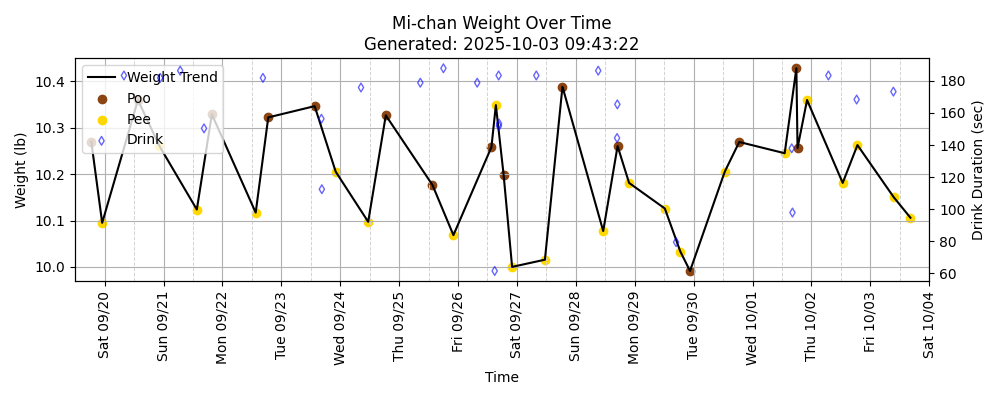 Mi-chan Weight Over Time
Generated: 2025-10-03 09:43:22
Weight Trend
Poo
Pee
Drink
Weight (lb)
10.4
10.3
10.2
10.1
10.0
Drink Duration (sec)
180
160
140
120
100
80
60
Sat 09/20
Sun 09/21
Mon 09/22
Tue 09/23
Wed 09/24
Thu 09/25
Fri 09/26
Sat 09/27
Sun 09/28
Mon 09/29
Tue 09/30
Wed 10/01
Thu 10/02
Fri 10/03
Sat 10/04
Time